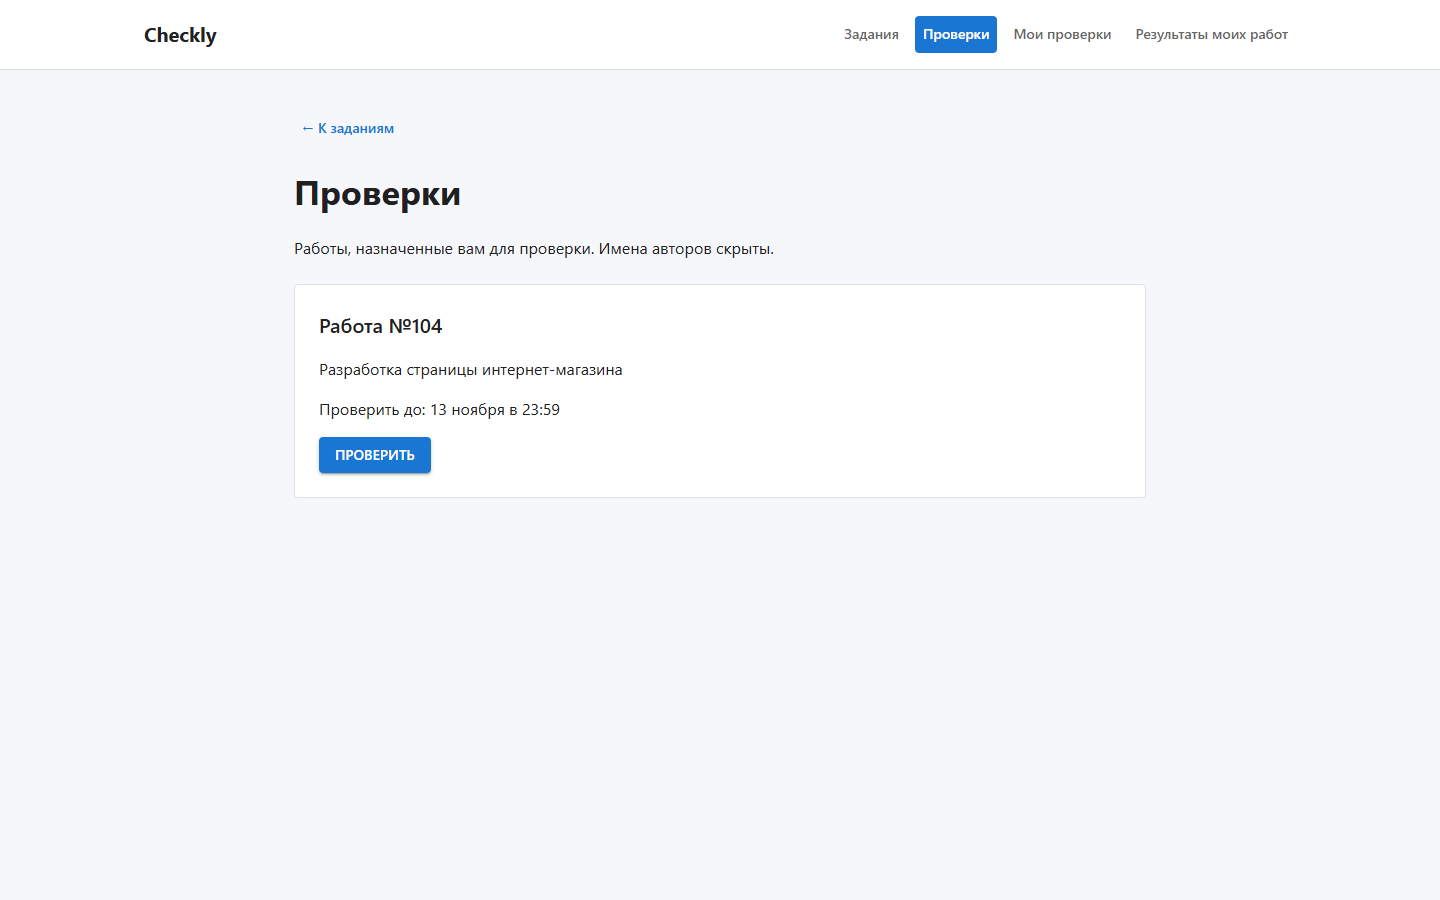 Checkly
Задания
Проверки
Мои проверки
Результаты моих работ
← К заданиям
Проверки
Работы, назначенные вам для проверки. Имена авторов скрыты.
Работа №104
Разработка страницы интернет-магазина
Проверить до: 13 ноября в 23:59
ПРОВЕРИТЬ